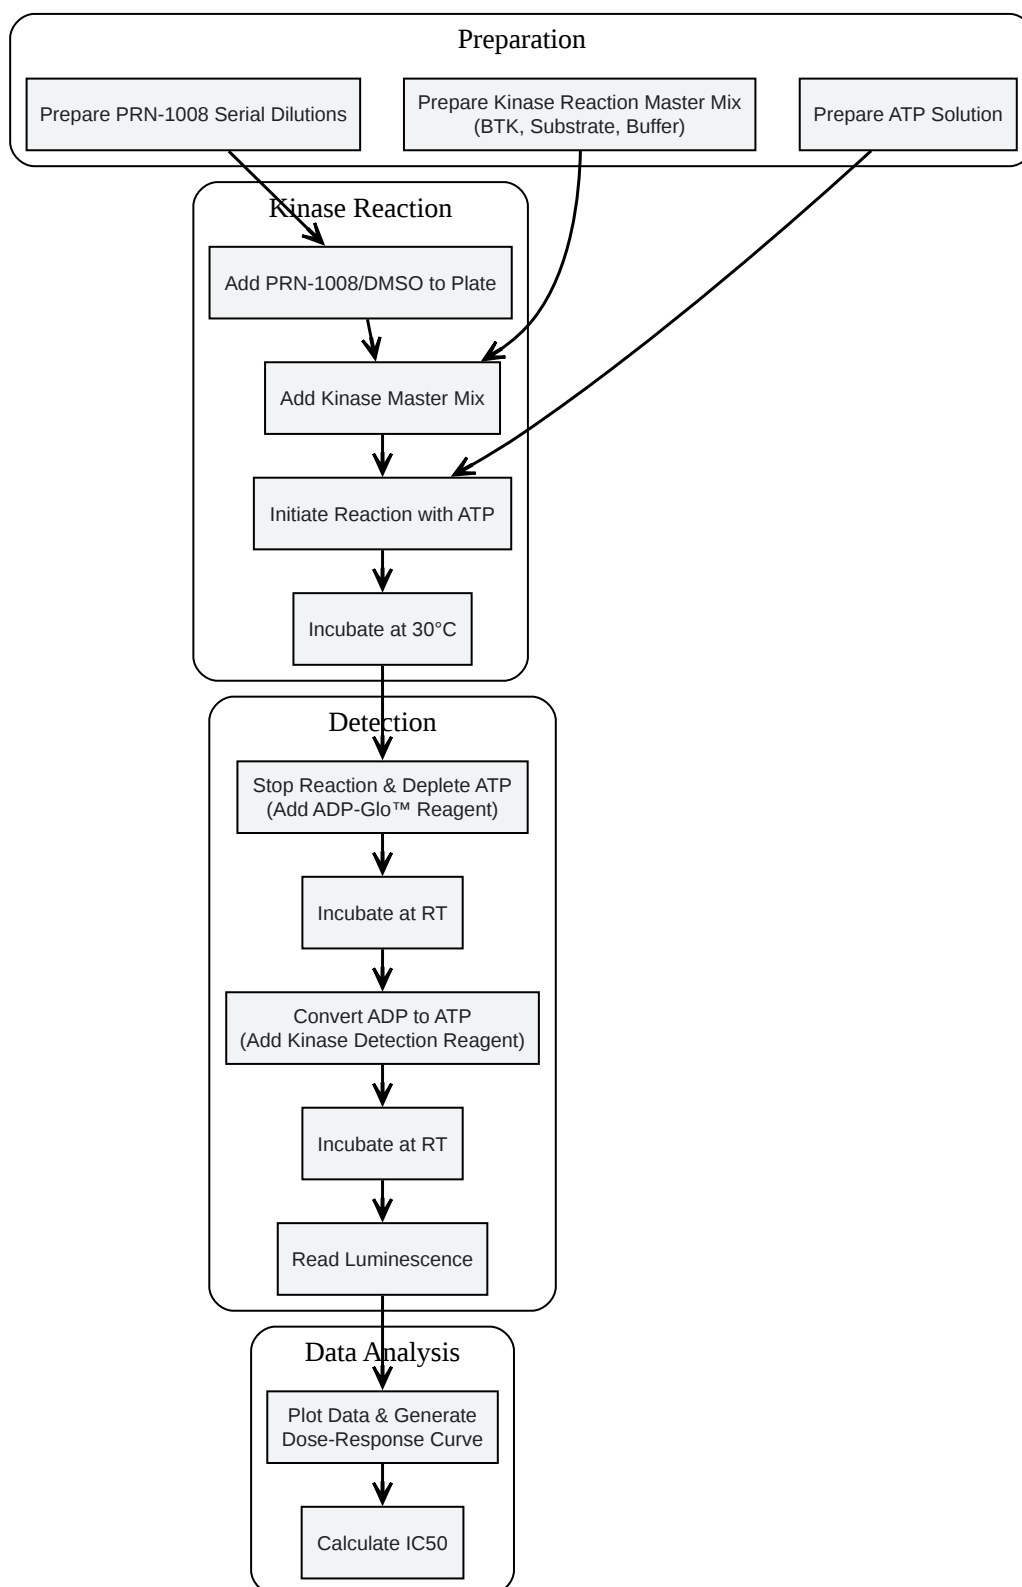 Preparation
Prepare PRN-1008 Serial Dilutions
Prepare Kinase Reaction Master Mix
(BTK, Substrate, Buffer)
Prepare ATP Solution
Kinase Reaction
Add PRN-1008/DMSO to Plate
Add Kinase Master Mix
Initiate Reaction with ATP
Incubate at 30°C
Detection
Stop Reaction & Deplete ATP
(Add ADP-Glo™ Reagent)
Incubate at RT
Convert ADP to ATP
(Add Kinase Detection Reagent)
Incubate at RT
Read Luminescence
Data Analysis
Plot Data & Generate
Dose-Response Curve
Calculate IC50